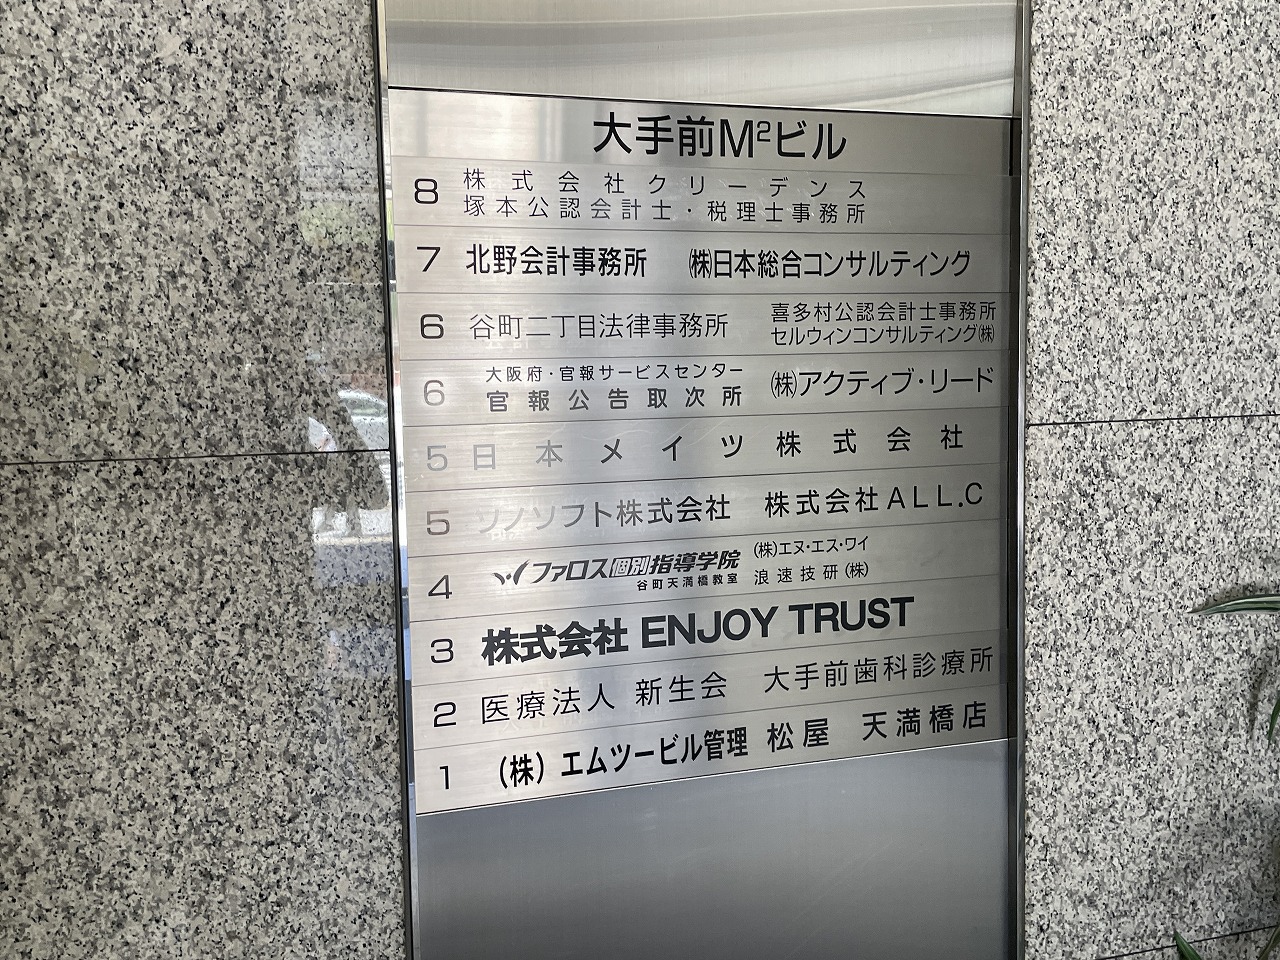 大手前M²ビル
8 株式会社クリーデンス
塚本公認会計士・税理士事務所
7 北野会計事務所 ㈱日本総合コンサルティング
6 谷町二丁目法律事務所 喜多村公認会計士事務所
セルウィンコンサルティング㈱
6 大阪府・官報サービスセンター
官報公告取次所 ㈱アクティブ・リード
5 日本メイツ株式会社
5 ソノソフト株式会社 株式会社ALL.C
4 ファロス個別指導学院 (株)エヌ・エス・ワイ
谷町天満橋教室 浪速技研(株)
3 株式会社 ENJOY TRUST
2 医療法人 新生会 大手前歯科診療所
1 (株)エムツービル管理 松屋 天満橋店